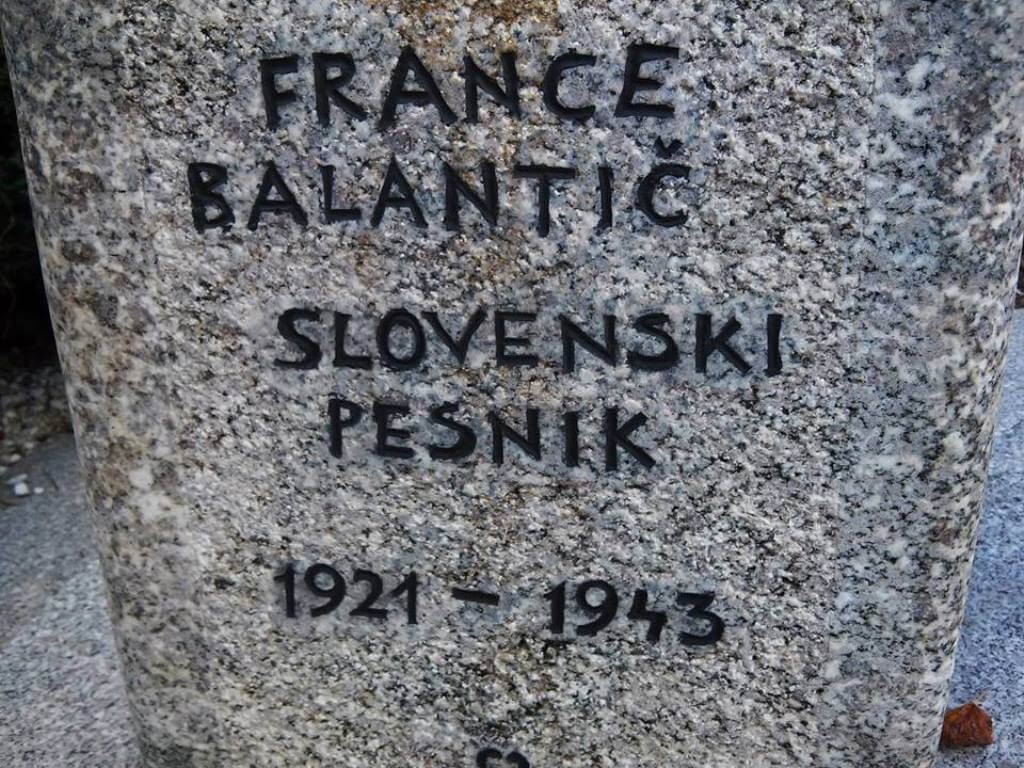 FRANCE
BALANTIČ
SLOVENSKI
PESNIK
1921 - 1943